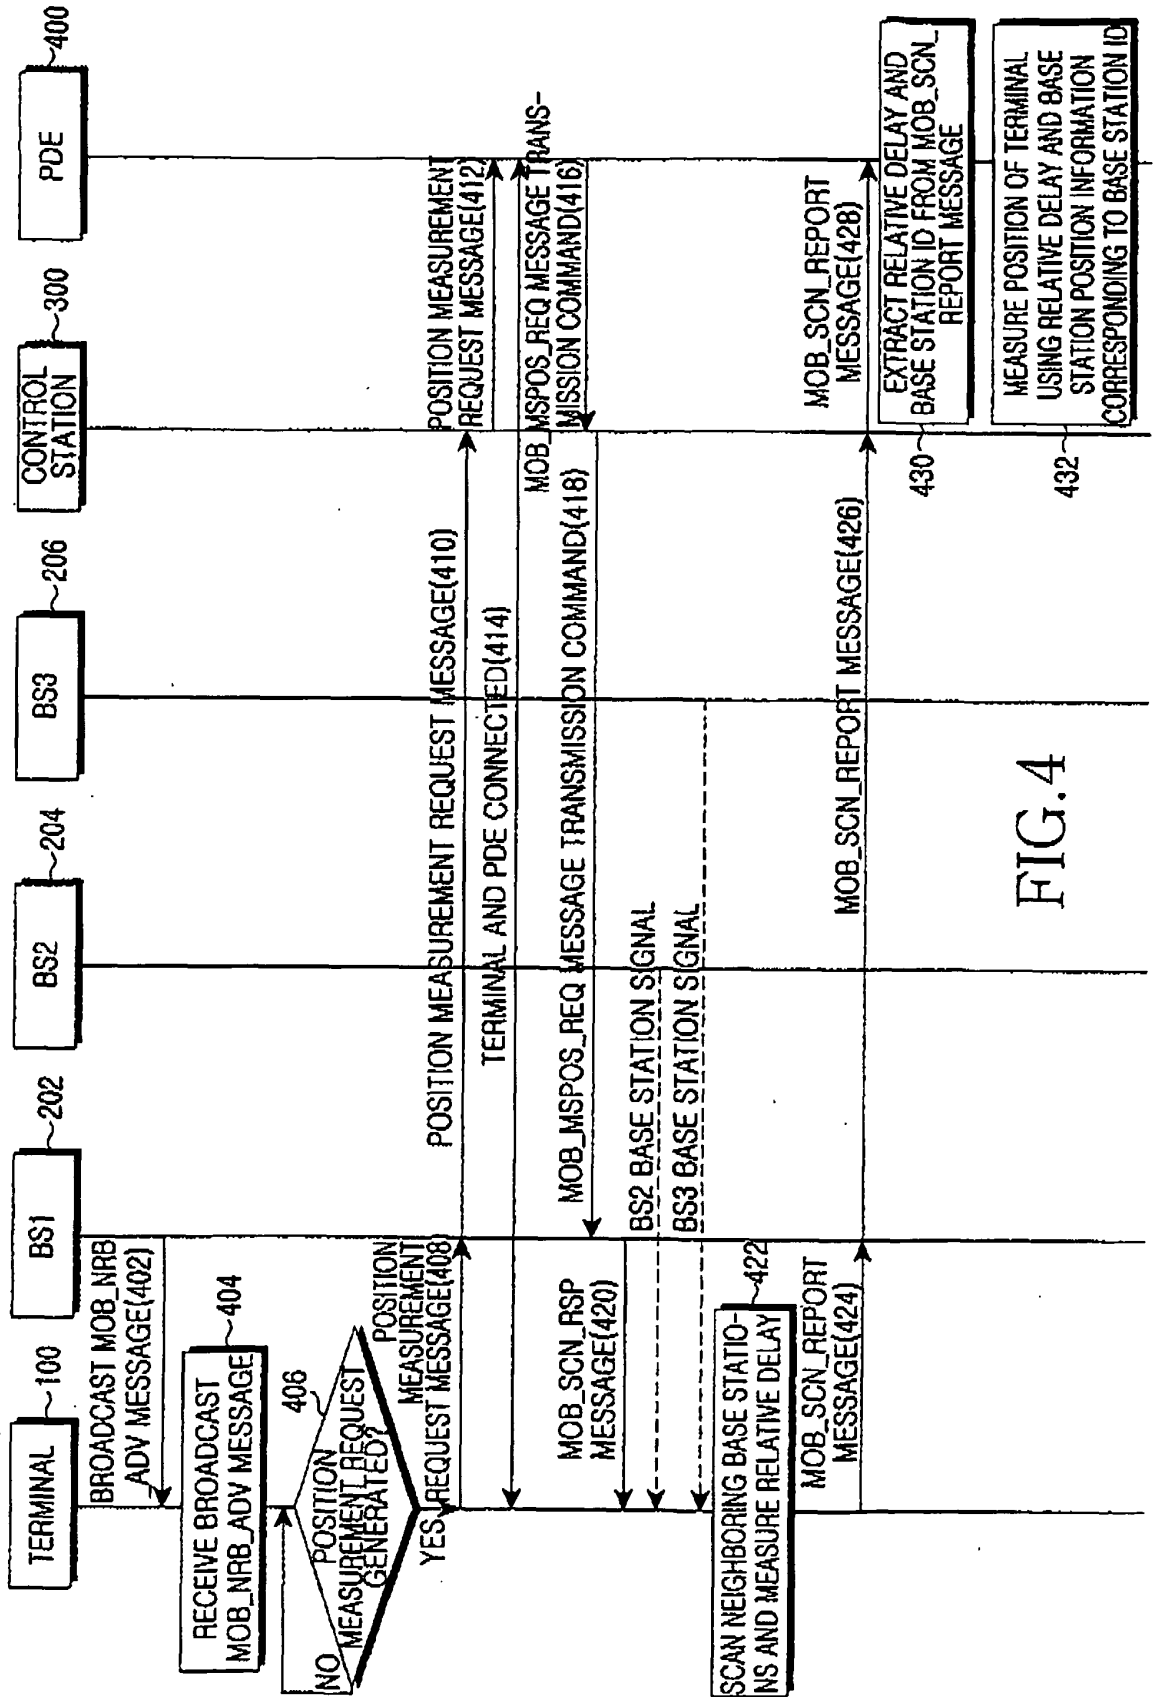 TERMINAL
100
BS1
202
BS2
204
BS3
206
CONTROL
STATION
300
PDE
400
BROADCAST MOB_NRB
ADV MESSAGE(402)
RECEIVE BROADCAST
MOB_NRB_ADV MESSAGE
404
POSITION
MEASUREMENT REQUEST
GENERATED?
406
NO
YES
POSITION
MEASUREMENT
REQUEST MESSAGE(408)
POSITION MEASUREMENT REQUEST MESSAGE(410)
POSITION MEASUREMENT
REQUEST MESSAGE(412)
TERMINAL AND PDE CONNECTED(414)
MOB_MSPOS_REQ MESSAGE TRANS-
MISSION COMMAND(416)
MOB_MSPOS_REQ MESSAGE TRANSMISSION COMMAND(418)
MOB_SCN_RSP
MESSAGE(420)
BS2 BASE STATION SIGNAL
BS3 BASE STATION SIGNAL
422
SCAN NEIGHBORING BASE STATIO-
NS AND MEASURE RELATIVE DELAY
MOB_SCN_REPORT
MESSAGE(424)
MOB_SCN_REPORT MESSAGE(426)
MOB_SCN_REPORT
MESSAGE(428)
EXTRACT RELATIVE DELAY AND
BASE STATION ID FROM MOB_SCN_
REPORT MESSAGE
430
MEASURE POSITION OF TERMINAL
USING RELATIVE DELAY AND BASE
STATION POSITION INFORMATION
CORRESPONDING TO BASE STATION ID
432
FIG.4